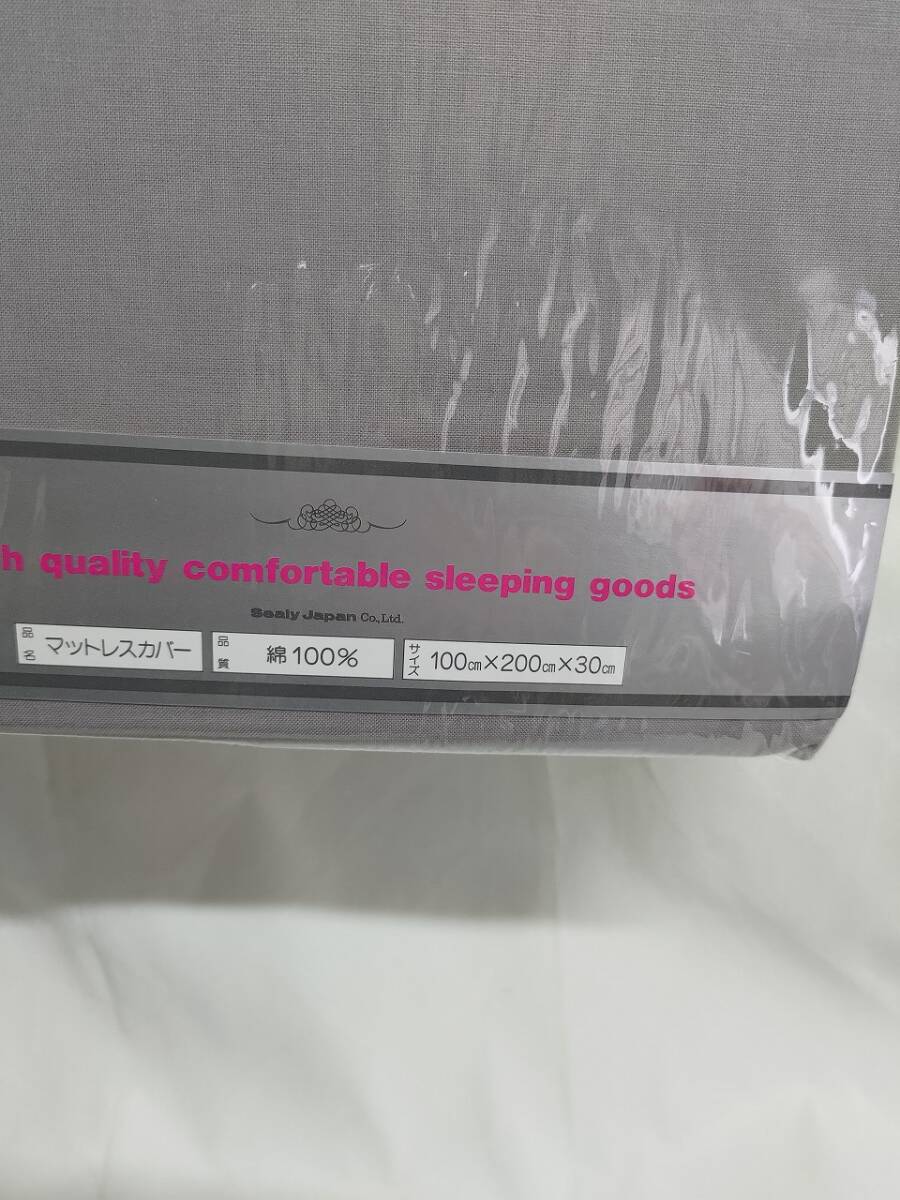 h quality comfortable sleeping goods
Sealy Japan Co.,Ltd.
品名 マットレスカバー 品質 綿100% サイズ 100㎝×200㎝×30㎝